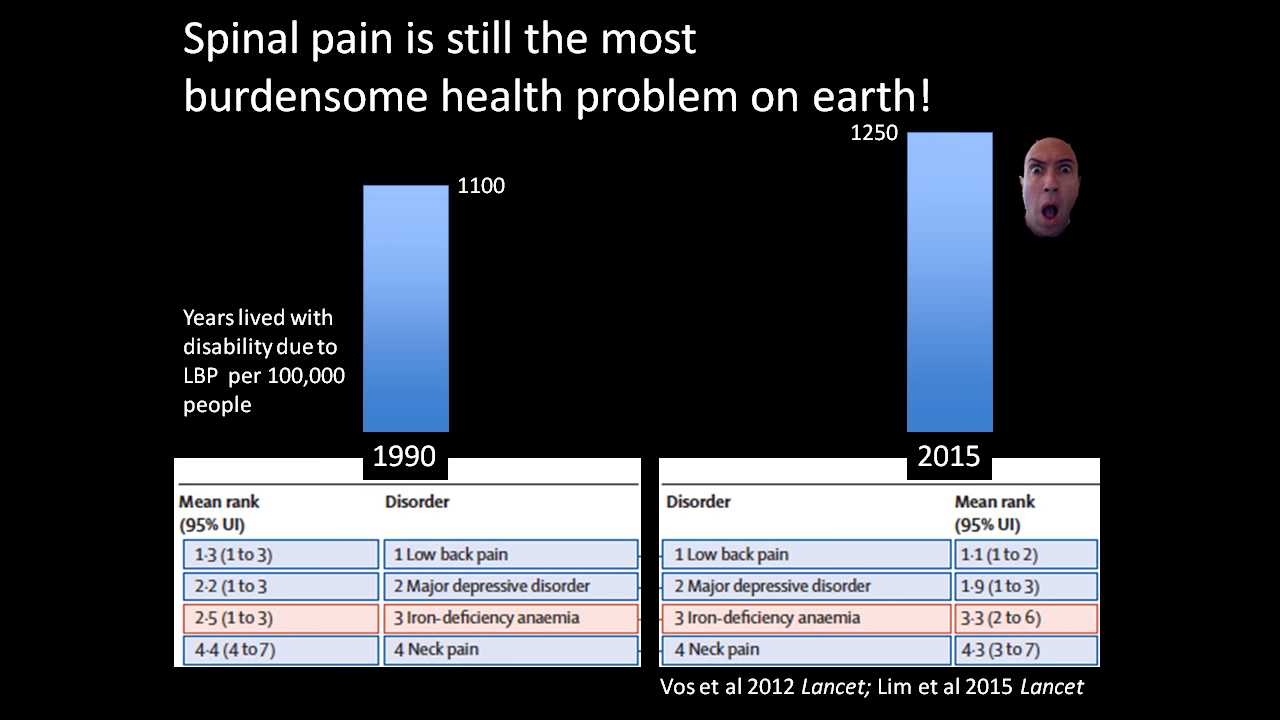 Spinal pain is still the most
burdensome health problem on earth!
1250
1100
Years lived with
disability due to
LBP per 100,000
people
1990
2015
Mean rank
(95% UI)
Disorder
Disorder
Mean rank
(95% UI)
1·3 (1 to 3) 1 Low back pain 1 Low back pain 1·1 (1 to 2)
2·2 (1 to 3 2 Major depressive disorder 2 Major depressive disorder 1·9 (1 to 3)
2·5 (1 to 3) 3 Iron-deficiency anaemia 3 Iron-deficiency anaemia 3·3 (2 to 6)
4·4 (4 to 7) 4 Neck pain 4 Neck pain 4·3 (3 to 7)
Vos et al 2012 Lancet; Lim et al 2015 Lancet